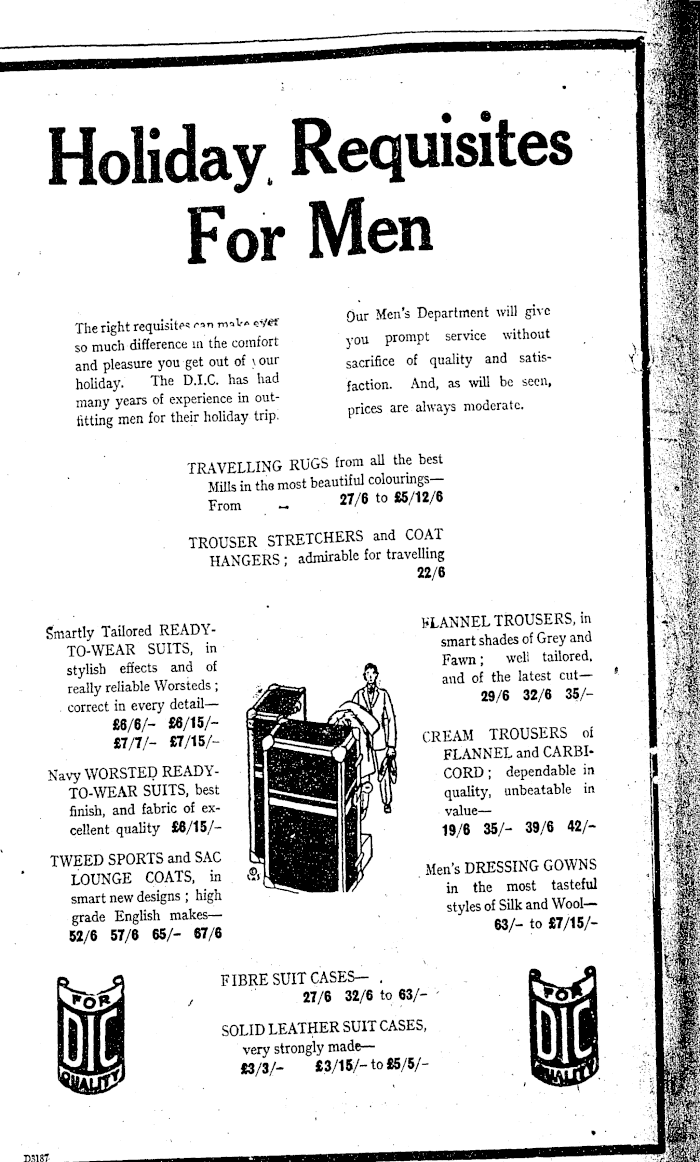 Holiday Requisites
For Men
The right requisites can make ever
so much difference in the comfort
and pleasure you get out of your
holiday. The D.I.C. has had
many years of experience in out-
fitting men for their holiday trip.
Our Men's Department will give
you prompt service without
sacrifice of quality and satis-
faction. And, as will be seen,
prices are always moderate.
TRAVELLING RUGS from all the best
Mills in the most beautiful colourings—
From 27/6 to £5/12/6
TROUSER STRETCHERS and COAT
HANGERS; admirable for travelling
22/6
Smartly Tailored READY-
TO-WEAR SUITS, in
stylish effects and of
really reliable Worsteds;
correct in every detail—
£6/6/- £6/15/-
£7/7/- £7/15/-
Navy WORSTED READY-
TO-WEAR SUITS, best
finish, and fabric of ex-
cellent quality £6/15/-
TWEED SPORTS and SAC
LOUNGE COATS, in
smart new designs; high
grade English makes—
52/6 57/6 65/- 67/6
FLANNEL TROUSERS, in
smart shades of Grey and
Fawn; well tailored,
and of the latest cut—
29/6 32/6 35/-
CREAM TROUSERS of
FLANNEL and CARBI-
CORD; dependable in
quality, unbeatable in
value—
19/6 35/- 39/6 42/-
Men's DRESSING GOWNS
in the most tasteful
styles of Silk and Wool—
63/- to £7/15/-
FIBRE SUIT CASES—
27/6 32/6 to 63/-
SOLID LEATHER SUIT CASES,
very strongly made—
£3/3/- £3/15/- to £5/5/-
FOR
DIC
QUALITY
FOR
DIC
QUALITY
D5187